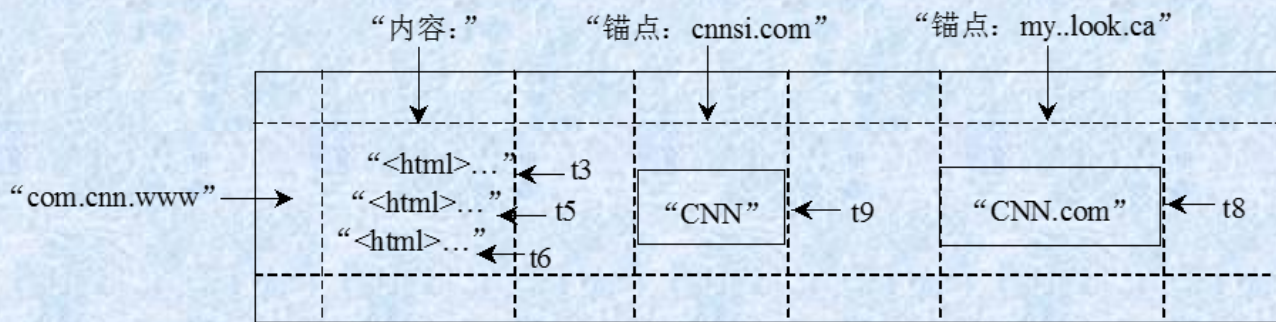 “内容：” “锚点：cnnsi.com” “锚点：my..look.ca”
“<html>…” t3
“com.cnn.www” “<html>…” t5 “CNN” t9 “CNN.com” t8
“<html>…” t6